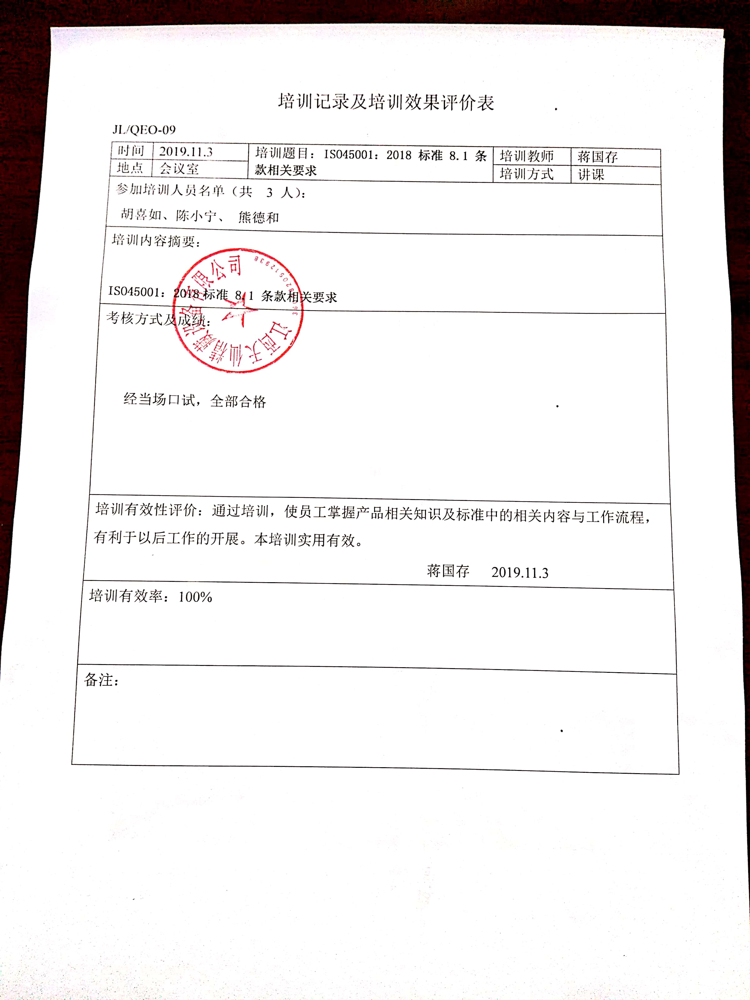 培训记录及培训效果评价表
JL/QEO-09
时间 2019.11.3 培训题目：ISO45001：2018 标准 8.1 条 培训教师 蒋国存
地点 会议室 款相关要求 培训方式 讲课
参加培训人员名单（共 3 人）：
胡喜如、陈小宁、 熊德和
培训内容摘要：
ISO45001：2018 标准 8.1 条款相关要求
考核方式及成绩：
江西天仙精藏设备有限公司
经当场口试，全部合格
培训有效性评价：通过培训，使员工掌握产品相关知识及标准中的相关内容与工作流程，
有利于以后工作的开展。本培训实用有效。
蒋国存 2019.11.3
培训有效率：100%
备注：